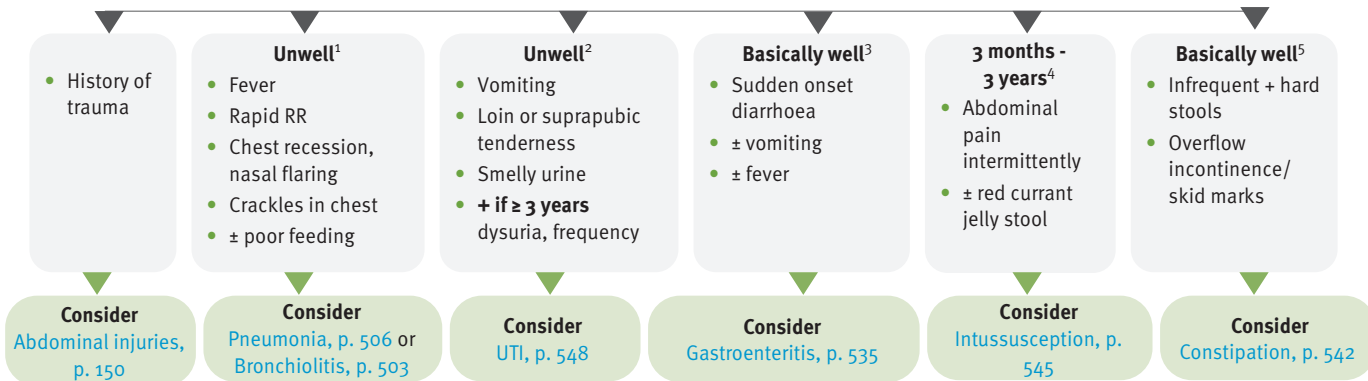 • History of
trauma
Unwell¹
• Fever
• Rapid RR
• Chest recession,
nasal flaring
• Crackles in chest
• ± poor feeding
Unwell²
• Vomiting
• Loin or suprapubic
tenderness
• Smelly urine
• + if ≥ 3 years
dysuria, frequency
Basically well³
• Sudden onset
diarrhoea
• ± vomiting
• ± fever
3 months -
3 years⁴
• Abdominal
pain
intermittently
• ± red currant
jelly stool
Basically well⁵
• Infrequent + hard
stools
• Overflow
incontinence/
skid marks
Consider
Abdominal injuries,
p. 150
Consider
Pneumonia, p. 506 or
Bronchiolitis, p. 503
Consider
UTI, p. 548
Consider
Gastroenteritis, p. 535
Consider
Intussusception, p.
545
Consider
Constipation, p. 542